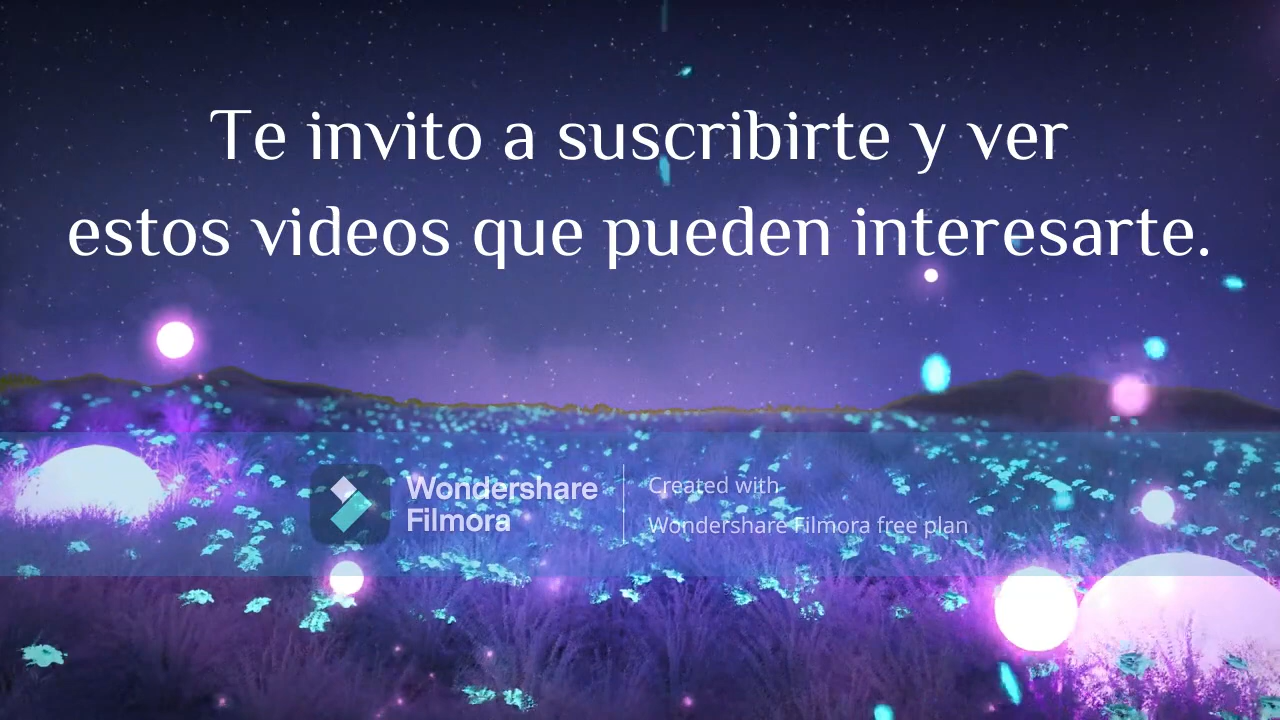 Te invito a suscribirte y ver
estos videos que pueden interesarte.
Wondershare
Filmora
Created with
Wondershare Filmora free plan